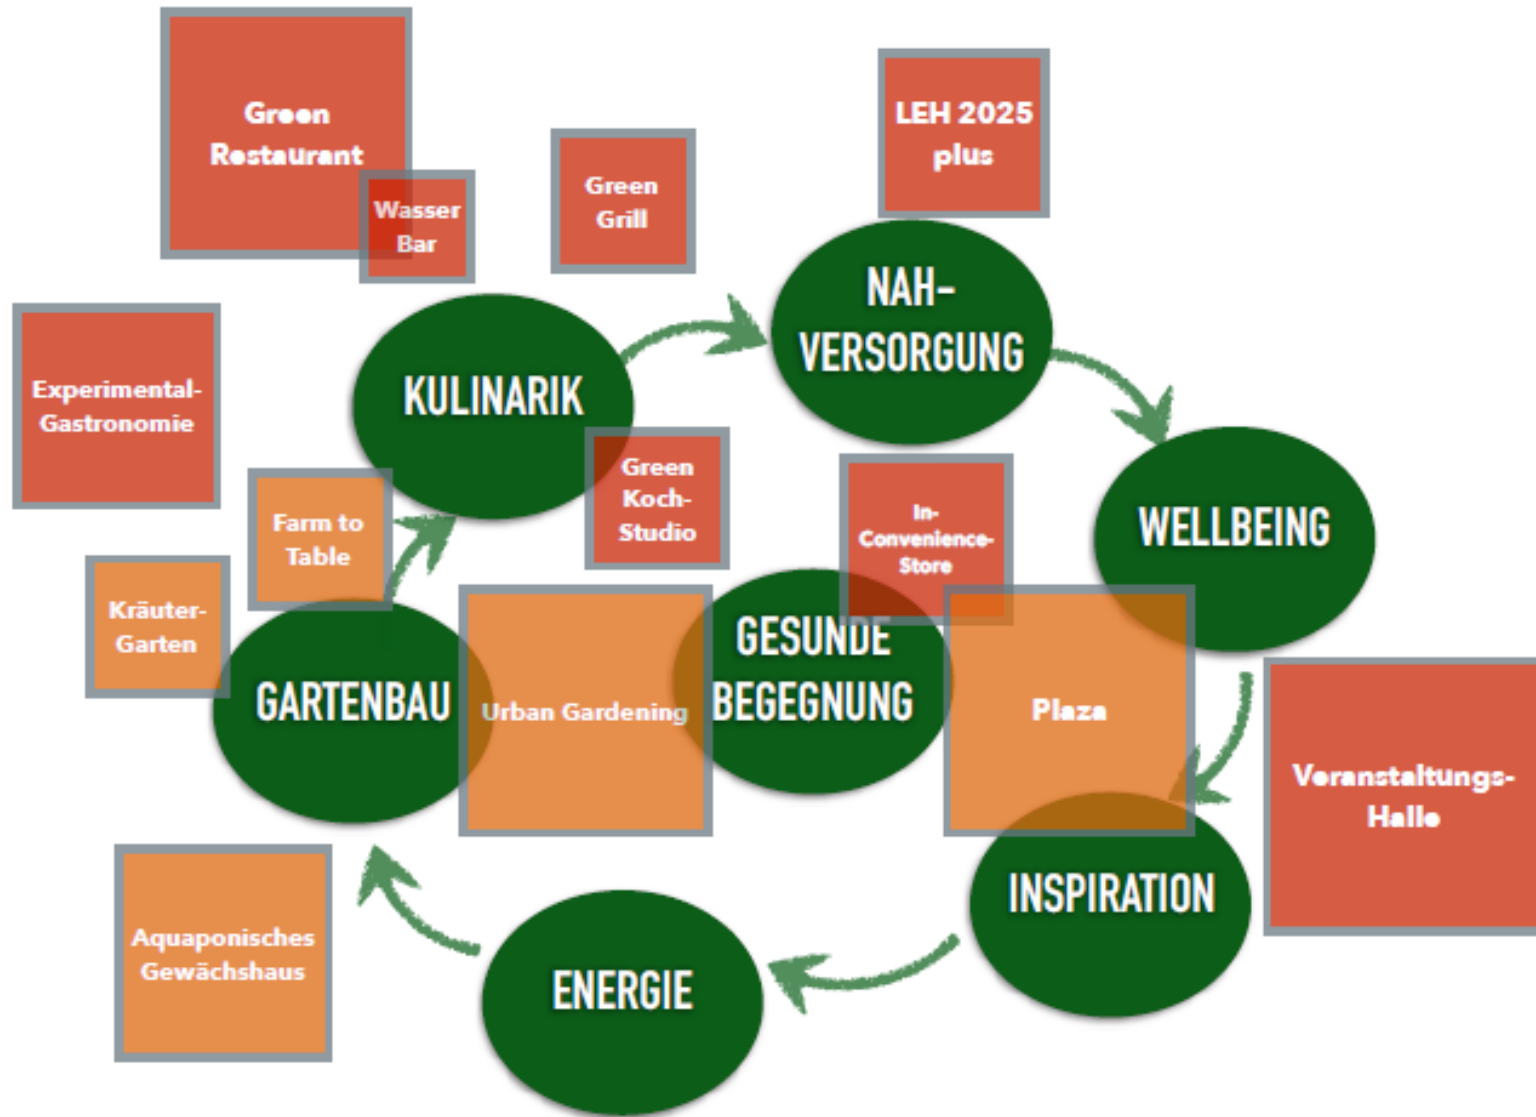 Green
Restaurant
Wasser
Bar
Green
Grill
LEH 2025
plus
NAH-
VERSORGUNG
KULINARIK
Experimental-
Gastronomie
Green
Koch-
Studio
In-
Convenience-
Store
WELLBEING
Farm to
Table
Kräuter-
Garten
GARTENBAU
Urban Gardening
GESUNDE
BEGEGNUNG
Plaza
Veranstaltungs-
Halle
INSPIRATION
Aquaponisches
Gewächshaus
ENERGIE